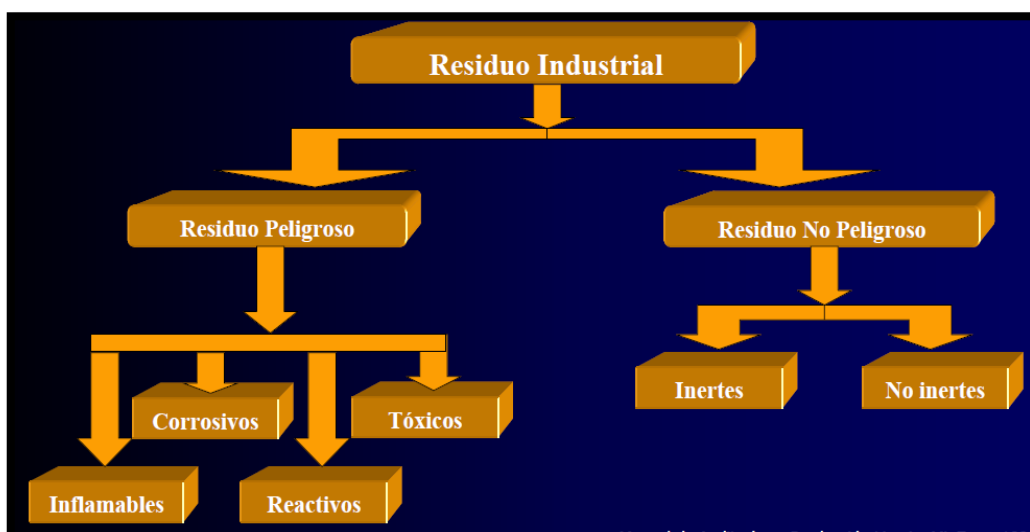 Residuo Industrial
Residuo Peligroso
Residuo No Peligroso
Inertes
No inertes
Corrosivos
Tóxicos
Inflamables
Reactivos